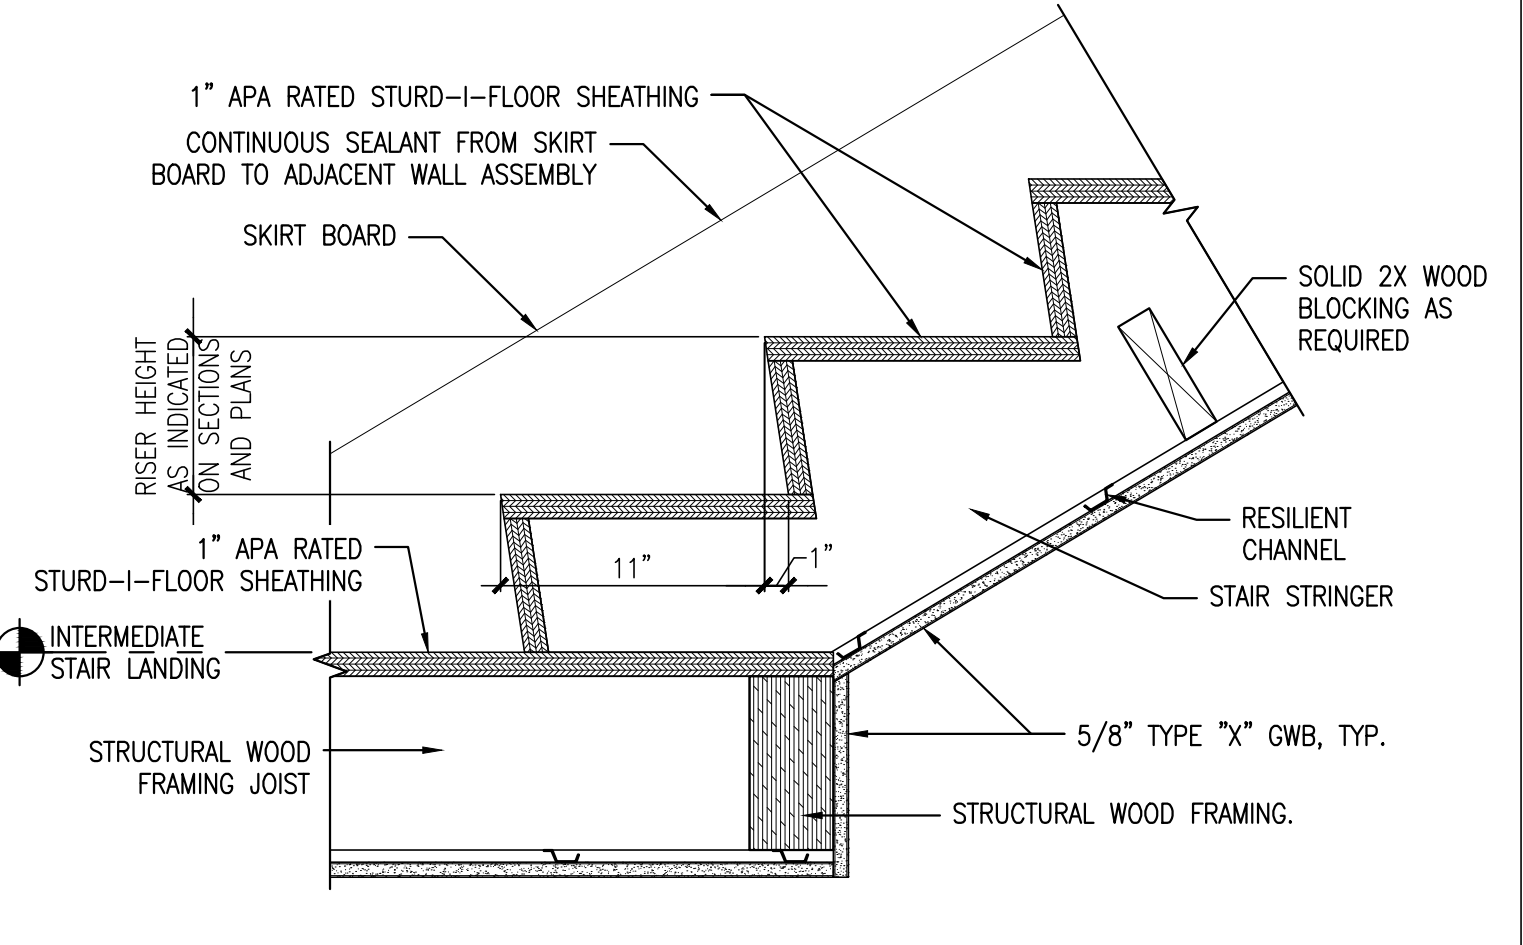 1" APA RATED STURD-I-FLOOR SHEATHING
CONTINUOUS SEALANT FROM SKIRT
BOARD TO ADJACENT WALL ASSEMBLY
SKIRT BOARD
SOLID 2X WOOD
BLOCKING AS
REQUIRED
RISER HEIGHT
AS INDICATED
ON SECTIONS
AND PLANS
1" APA RATED
STURD-I-FLOOR SHEATHING
11"
1"
RESILIENT
CHANNEL
STAIR STRINGER
INTERMEDIATE
STAIR LANDING
STRUCTURAL WOOD
FRAMING JOIST
5/8" TYPE "X" GWB, TYP.
STRUCTURAL WOOD FRAMING.